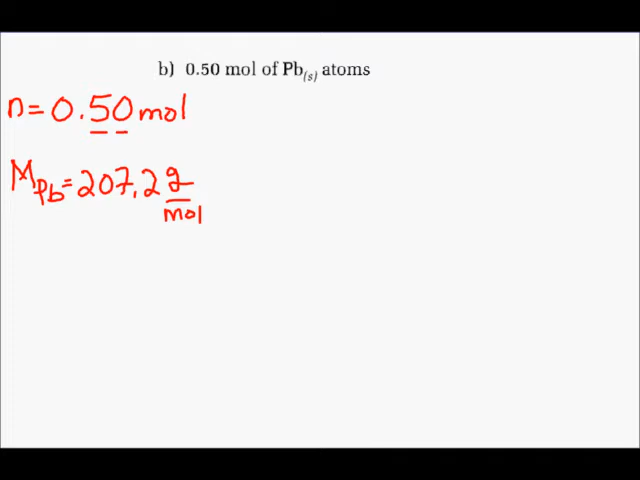 b) 0.50 mol of Pb(s) atoms
n = 0.50 mol
MPb = 207.2 g
mol